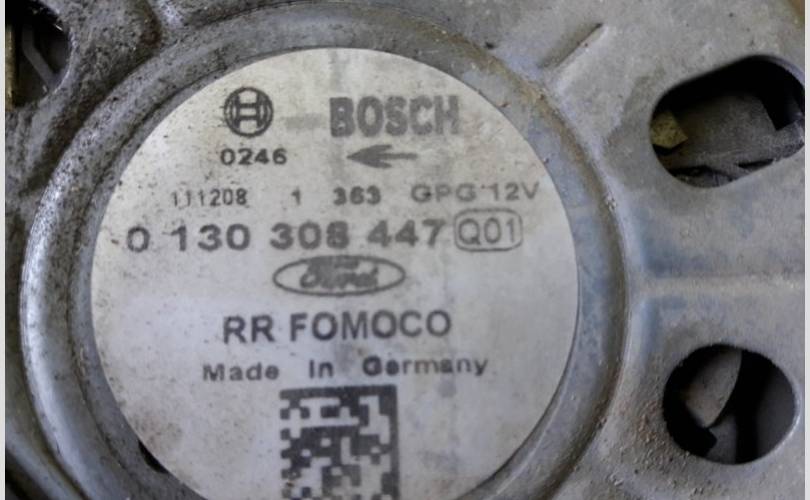 BOSCH
0246
111208 1 363 GPG 12V
0 130 308 447 Q01
Ford
RR FOMOCO
Made In Germany